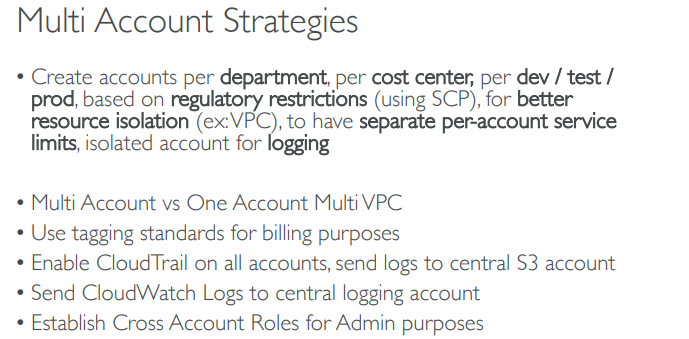 Multi Account Strategies
• Create accounts per department, per cost center, per dev / test /
prod, based on regulatory restrictions (using SCP), for better
resource isolation (ex: VPC), to have separate per-account service
limits, isolated account for logging
• Multi Account vs One Account Multi VPC
• Use tagging standards for billing purposes
• Enable CloudTrail on all accounts, send logs to central S3 account
• Send CloudWatch Logs to central logging account
• Establish Cross Account Roles for Admin purposes